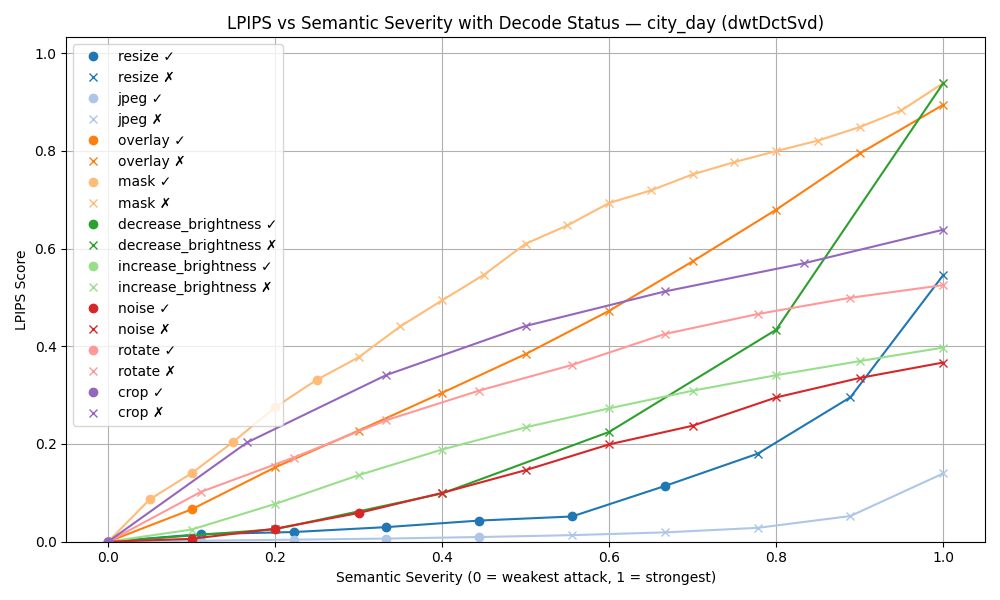 LPIPS vs Semantic Severity with Decode Status — city_day (dwtDctSvd)
1.0
0.8
0.6
0.4
0.2
0.0
LPIPS Score
resize ✓
resize ✗
jpeg ✓
jpeg ✗
overlay ✓
overlay ✗
mask ✓
mask ✗
decrease_brightness ✓
decrease_brightness ✗
increase_brightness ✓
increase_brightness ✗
noise ✓
noise ✗
rotate ✓
rotate ✗
crop ✓
crop ✗
0.0 0.2 0.4 0.6 0.8 1.0
Semantic Severity (0 = weakest attack, 1 = strongest)